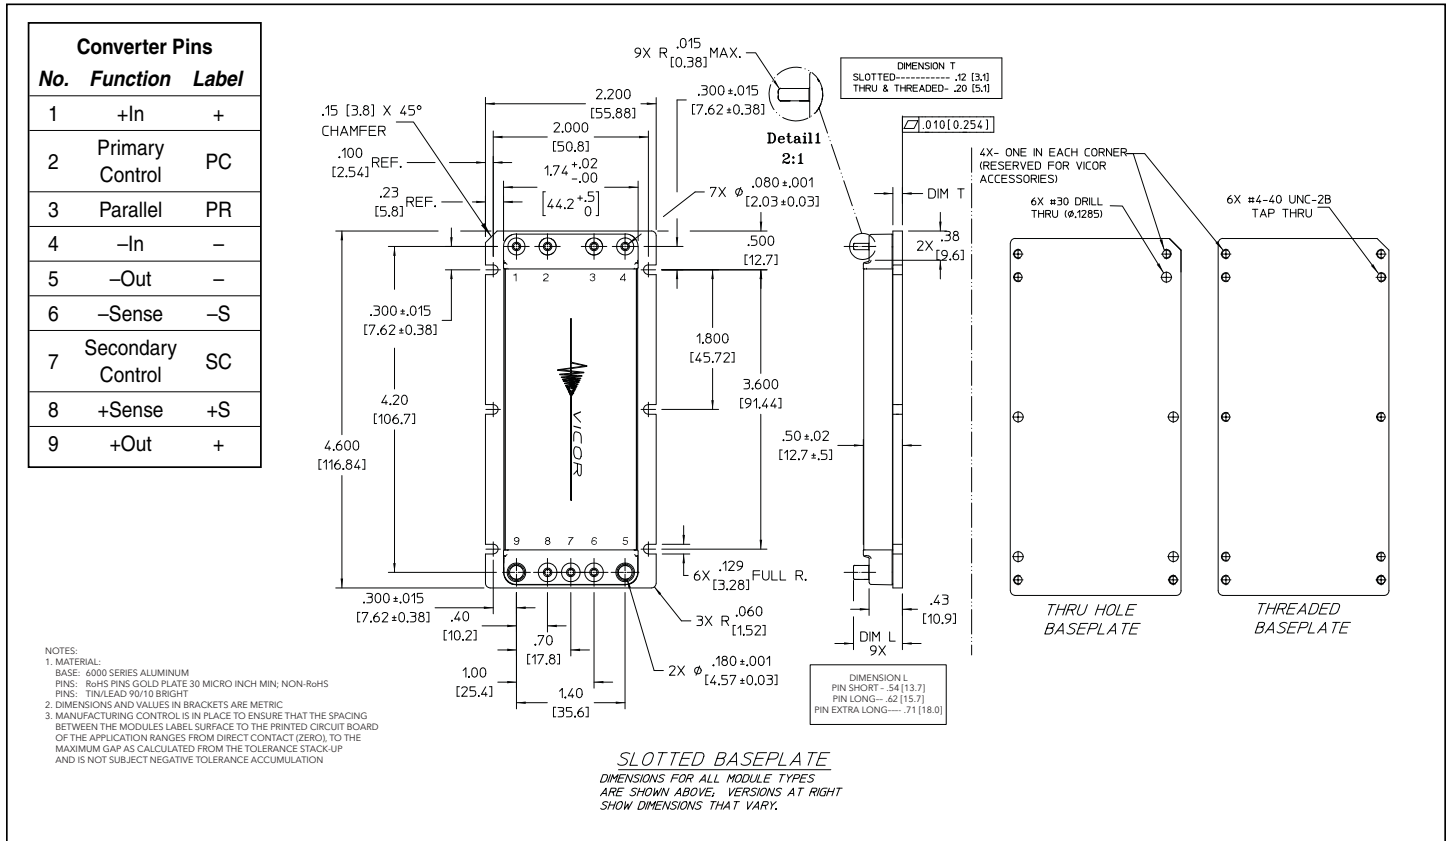 Converter Pins
No. Function Label
1 +In +
2 Primary Control PC
3 Parallel PR
4 –In –
5 –Out –
6 –Sense –S
7 Secondary Control SC
8 +Sense +S
9 +Out +
.15 [3.8] X 45°
CHAMFER
.100
[2.54] REF.
.23
[5.8] REF.
2.200
[55.88]
2.000
[50.8]
1.74 +.02
-.00
[44.2 +.5
0]
9X R .015
[0.38] MAX.
.300 ±.015
[7.62 ±0.38]
Detail1
2:1
7X ϕ .080 ±.001
[2.03 ±0.03]
.500
[12.7]
1 2 3 4
.300 ±.015
[7.62 ±0.38]
4.20
[106.7]
4.600
[116.84]
1.800
[45.72]
3.600
[91.44]
VICOR
9 8 7 6 5
6X .129
[3.28] FULL R.
3X R .060
[1.52]
2X ϕ .180 ±.001
[4.57 ±0.03]
.300 ±.015
[7.62 ±0.38]
.40
[10.2]
.70
[17.8]
1.00
[25.4]
1.40
[35.6]
DIMENSION T
SLOTTED----------- .12 [3.1]
THRU & THREADED- .20 [5.1]
⏥ .010 [0.254]
DIM T
2X .38
[9.6]
.50 ±.02
[12.7 ±.5]
.43
[10.9]
DIM L
9X
DIMENSION L
PIN SHORT - .54 [13.7]
PIN LONG-- .62 [15.7]
PIN EXTRA LONG---- .71 [18.0]
4X- ONE IN EACH CORNER
(RESERVED FOR VICOR
ACCESSORIES)
6X #30 DRILL
THRU (ø.1285)
6X #4-40 UNC-2B
TAP THRU
THRU HOLE
BASEPLATE
THREADED
BASEPLATE
NOTES:
1. MATERIAL:
BASE: 6000 SERIES ALUMINUM
PINS: RoHS PINS GOLD PLATE 30 MICRO INCH MIN; NON-RoHS
PINS: TIN/LEAD 90/10 BRIGHT
2. DIMENSIONS AND VALUES IN BRACKETS ARE METRIC
3. MANUFACTURING CONTROL IS IN PLACE TO ENSURE THAT THE SPACING
BETWEEN THE MODULES LABEL SURFACE TO THE PRINTED CIRCUIT BOARD
OF THE APPLICATION RANGES FROM DIRECT CONTACT (ZERO), TO THE
MAXIMUM GAP AS CALCULATED FROM THE TOLERANCE STACK-UP
AND IS NOT SUBJECT NEGATIVE TOLERANCE ACCUMULATION
SLOTTED BASEPLATE
DIMENSIONS FOR ALL MODULE TYPES
ARE SHOWN ABOVE; VERSIONS AT RIGHT
SHOW DIMENSIONS THAT VARY.